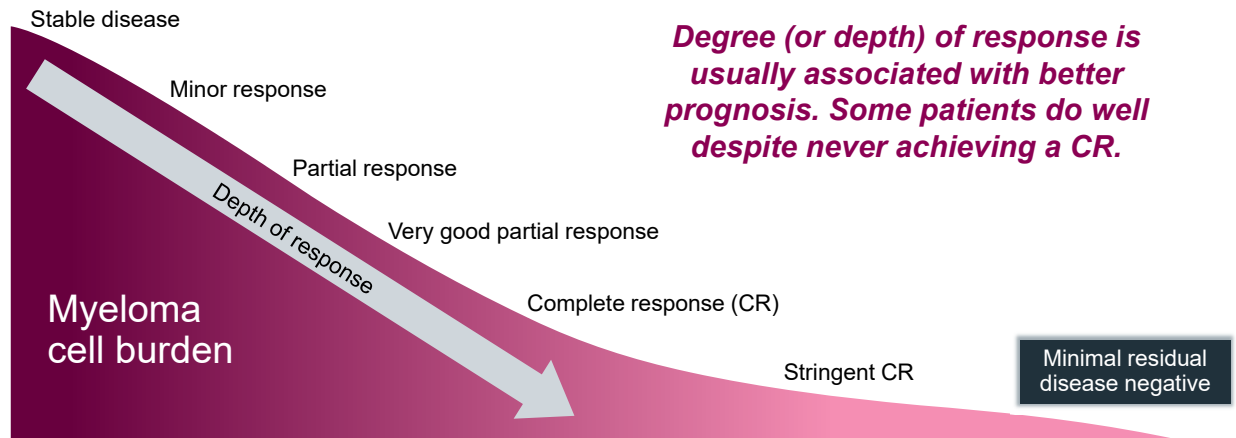 Stable disease
Degree (or depth) of response is
usually associated with better
prognosis. Some patients do well
despite never achieving a CR.
Minor response
Partial response
Depth of response
Very good partial response
Myeloma
cell burden
Complete response (CR)
Stringent CR
Minimal residual
disease negative